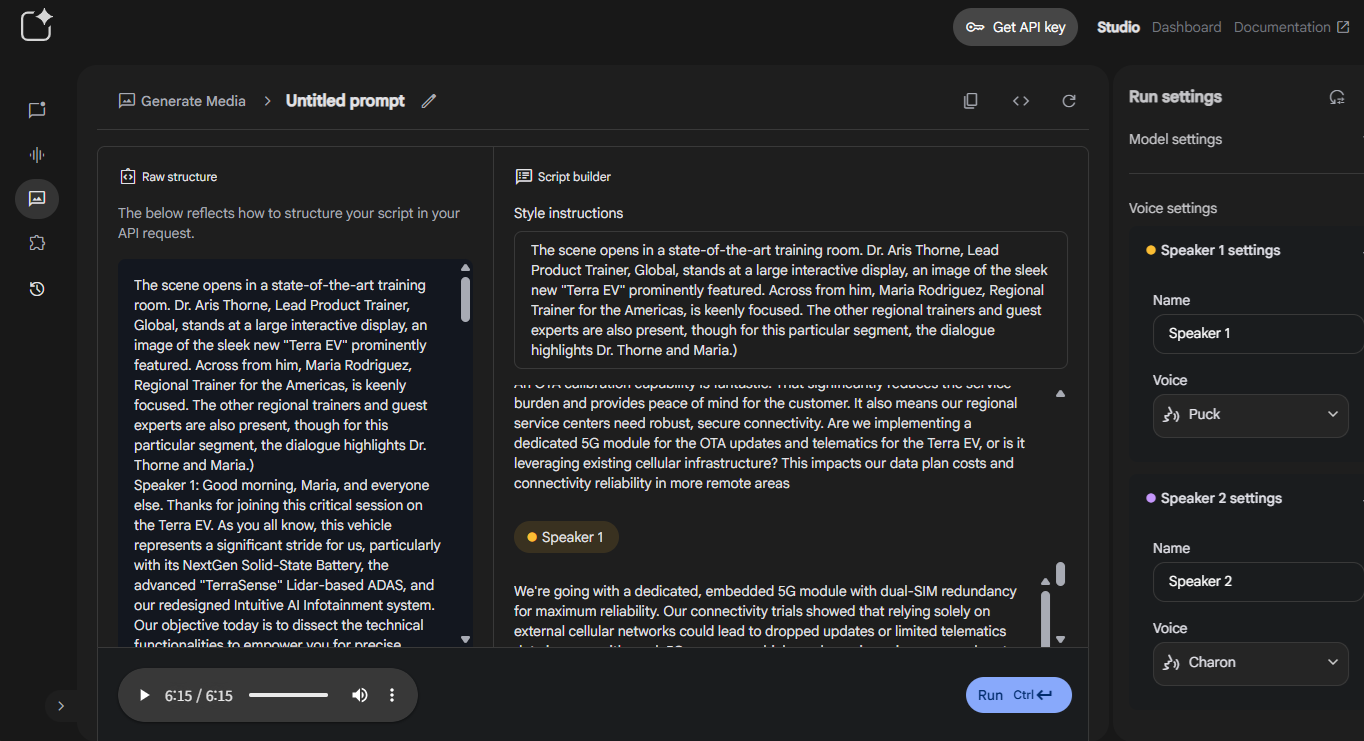 Get API key
Studio
Dashboard
Documentation
Generate Media
Untitled prompt
Raw structure
The below reflects how to structure your script in your
API request.
The scene opens in a state-of-the-art training
room. Dr. Aris Thorne, Lead Product Trainer,
Global, stands at a large interactive display, an
image of the sleek new "Terra EV" prominently
featured. Across from him, Maria Rodriguez,
Regional Trainer for the Americas, is keenly
focused. The other regional trainers and guest
experts are also present, though for this
particular segment, the dialogue highlights Dr.
Thorne and Maria.)
Speaker 1: Good morning, Maria, and everyone
else. Thanks for joining this critical session on
the Terra EV. As you all know, this vehicle
represents a significant stride for us, particularly
with its NextGen Solid-State Battery, the
advanced "TerraSense" Lidar-based ADAS, and
our redesigned Intuitive AI Infotainment system.
Our objective today is to dissect the technical
functionalities to empower you for precise
Script builder
Style instructions
The scene opens in a state-of-the-art training room. Dr. Aris Thorne, Lead
Product Trainer, Global, stands at a large interactive display, an image of the sleek
new "Terra EV" prominently featured. Across from him, Maria Rodriguez, Regional
Trainer for the Americas, is keenly focused. The other regional trainers and guest
experts are also present, though for this particular segment, the dialogue
highlights Dr. Thorne and Maria.)
An OTA calibration capability is fantastic. That significantly reduces the service
burden and provides peace of mind for the customer. It also means our regional
service centers need robust, secure connectivity. Are we implementing a
dedicated 5G module for the OTA updates and telematics for the Terra EV, or is it
leveraging existing cellular infrastructure? This impacts our data plan costs and
connectivity reliability in more remote areas
Speaker 1
We're going with a dedicated, embedded 5G module with dual-SIM redundancy
for maximum reliability. Our connectivity trials showed that relying solely on
external cellular networks could lead to dropped updates or limited telematics
6:15 / 6:15
Run Ctrl
Run settings
Model settings
Voice settings
Speaker 1 settings
Name
Speaker 1
Voice
Puck
Speaker 2 settings
Name
Speaker 2
Voice
Charon